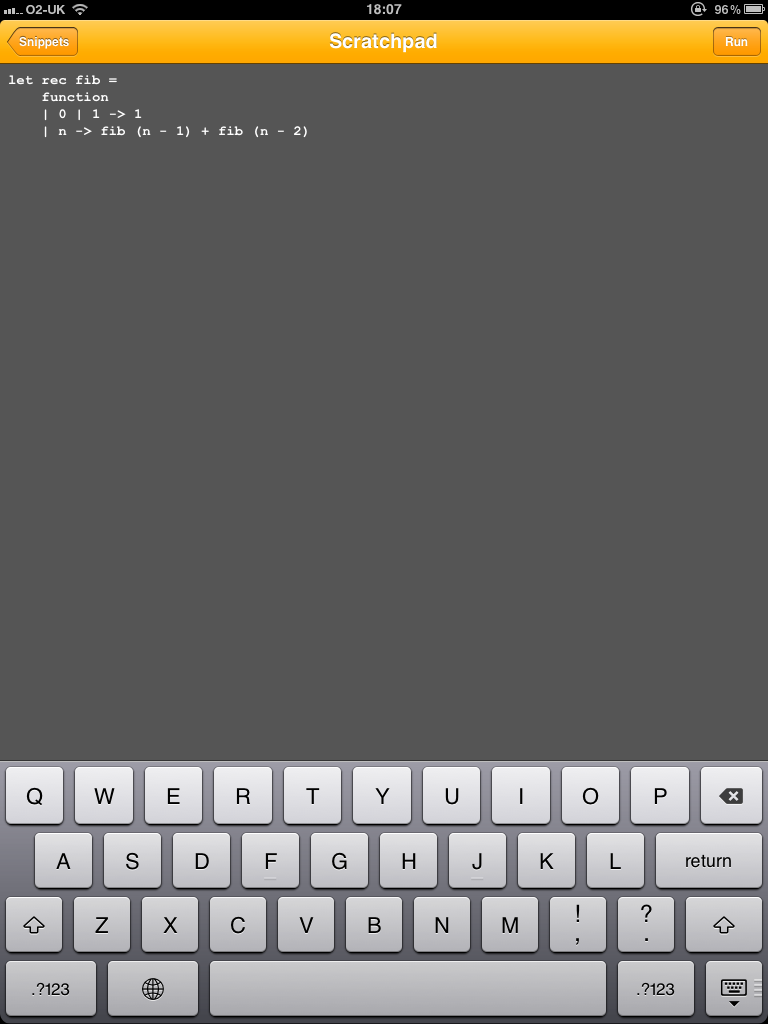 O2-UK 18:07 96%
Snippets Scratchpad Run
let rec fib =
    function
    | 0 | 1 -> 1
    | n -> fib (n - 1) + fib (n - 2)
Q W E R T Y U I O P
A S D F G H J K L return
Z X C V B N M ! , ? .
.?123 .?123